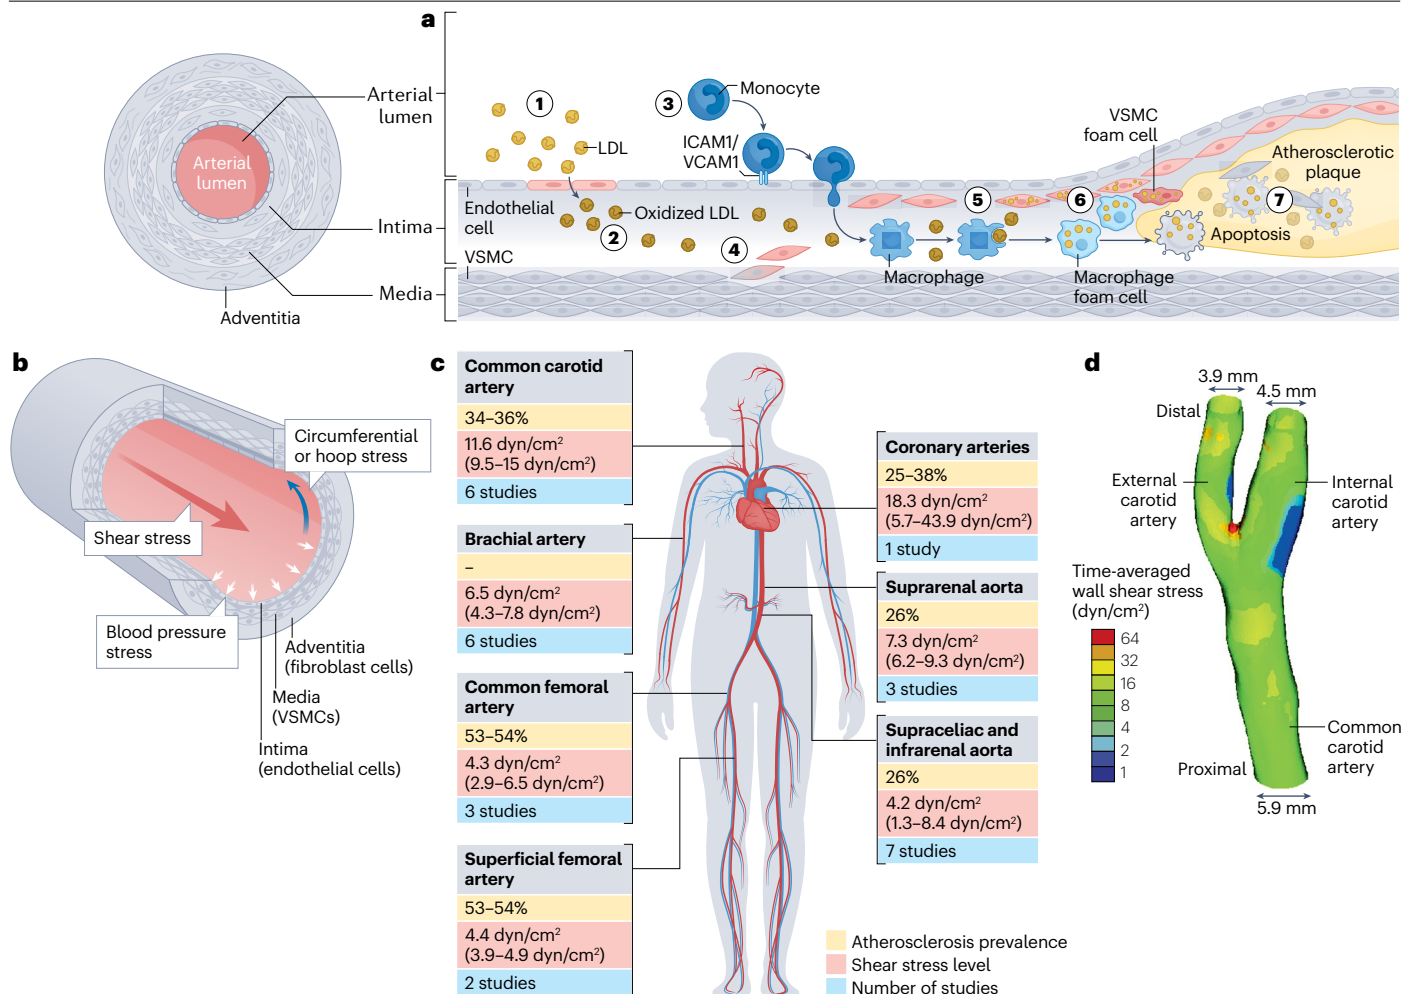 a
Arterial
lumen
Arterial
lumen
Intima
Media
Adventitia
1
LDL
3
Monocyte
ICAM1/
VCAM1
VSMC
foam cell
Atherosclerotic
plaque
Endothelial
cell
2
Oxidized LDL
4
5
6
7
Apoptosis
VSMC
Macrophage
Macrophage
foam cell
b
Circumferential
or hoop stress
Shear stress
Blood pressure
stress
Adventitia
(fibroblast cells)
Media
(VSMCs)
Intima
(endothelial cells)
c
Common carotid
artery
34–36%
11.6 dyn/cm²
(9.5–15 dyn/cm²)
6 studies
Brachial artery
–
6.5 dyn/cm²
(4.3–7.8 dyn/cm²)
6 studies
Common femoral
artery
53–54%
4.3 dyn/cm²
(2.9–6.5 dyn/cm²)
3 studies
Superficial femoral
artery
53–54%
4.4 dyn/cm²
(3.9–4.9 dyn/cm²)
2 studies
Coronary arteries
25–38%
18.3 dyn/cm²
(5.7–43.9 dyn/cm²)
1 study
Suprarenal aorta
26%
7.3 dyn/cm²
(6.2–9.3 dyn/cm²)
3 studies
Supraceliac and
infrarenal aorta
26%
4.2 dyn/cm²
(1.3–8.4 dyn/cm²)
7 studies
Atherosclerosis prevalence
Shear stress level
Number of studies
d
3.9 mm
4.5 mm
Distal
External
carotid
artery
Internal
carotid
artery
Time-averaged
wall shear stress
(dyn/cm²)
64
32
16
8
4
2
1
Common
carotid
artery
Proximal
5.9 mm